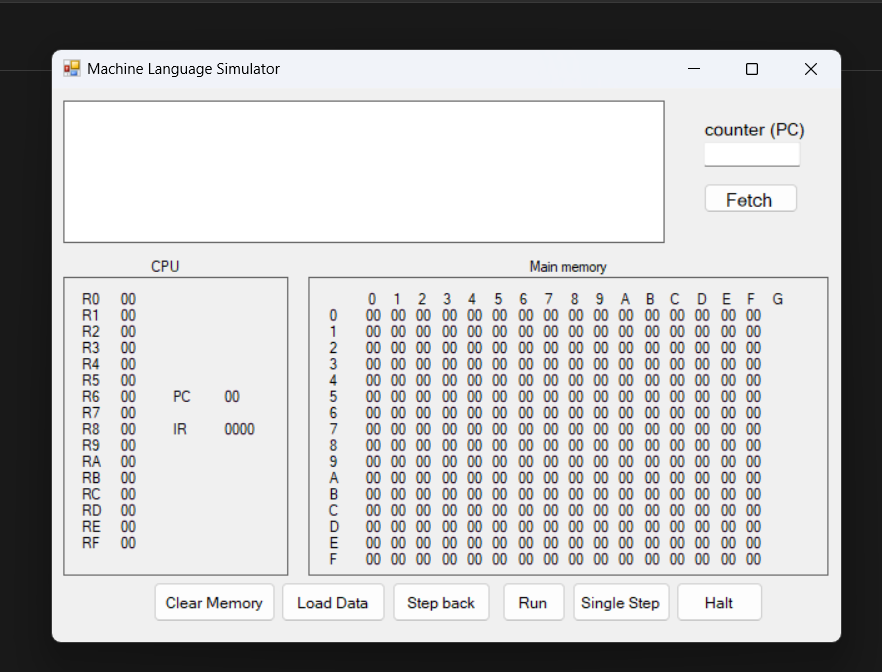 Machine Language Simulator
counter (PC)
Fetch
CPU
Main memory
R0 00
R1 00
R2 00
R3 00
R4 00
R5 00
R6 00 PC 00
R7 00
R8 00 IR 0000
R9 00
RA 00
RB 00
RC 00
RD 00
RE 00
RF 00
0 1 2 3 4 5 6 7 8 9 A B C D E F G
0 00 00 00 00 00 00 00 00 00 00 00 00 00 00 00 00
1 00 00 00 00 00 00 00 00 00 00 00 00 00 00 00 00
2 00 00 00 00 00 00 00 00 00 00 00 00 00 00 00 00
3 00 00 00 00 00 00 00 00 00 00 00 00 00 00 00 00
4 00 00 00 00 00 00 00 00 00 00 00 00 00 00 00 00
5 00 00 00 00 00 00 00 00 00 00 00 00 00 00 00 00
6 00 00 00 00 00 00 00 00 00 00 00 00 00 00 00 00
7 00 00 00 00 00 00 00 00 00 00 00 00 00 00 00 00
8 00 00 00 00 00 00 00 00 00 00 00 00 00 00 00 00
9 00 00 00 00 00 00 00 00 00 00 00 00 00 00 00 00
A 00 00 00 00 00 00 00 00 00 00 00 00 00 00 00 00
B 00 00 00 00 00 00 00 00 00 00 00 00 00 00 00 00
C 00 00 00 00 00 00 00 00 00 00 00 00 00 00 00 00
D 00 00 00 00 00 00 00 00 00 00 00 00 00 00 00 00
E 00 00 00 00 00 00 00 00 00 00 00 00 00 00 00 00
F 00 00 00 00 00 00 00 00 00 00 00 00 00 00 00 00
Clear Memory Load Data Step back Run Single Step Halt